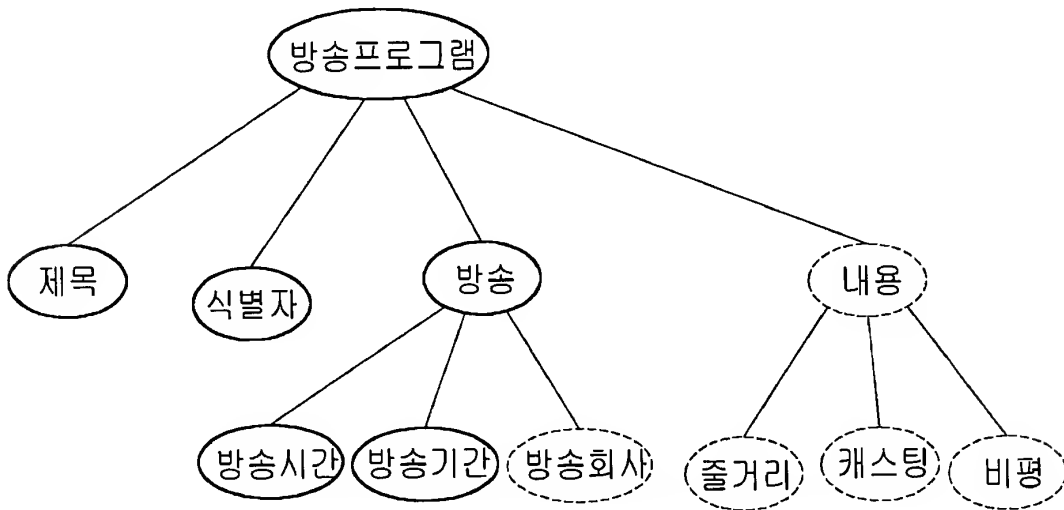 방송프로그램
제목
식별자
방송
내용
방송시간
방송기간
방송회사
줄거리
캐스팅
비평